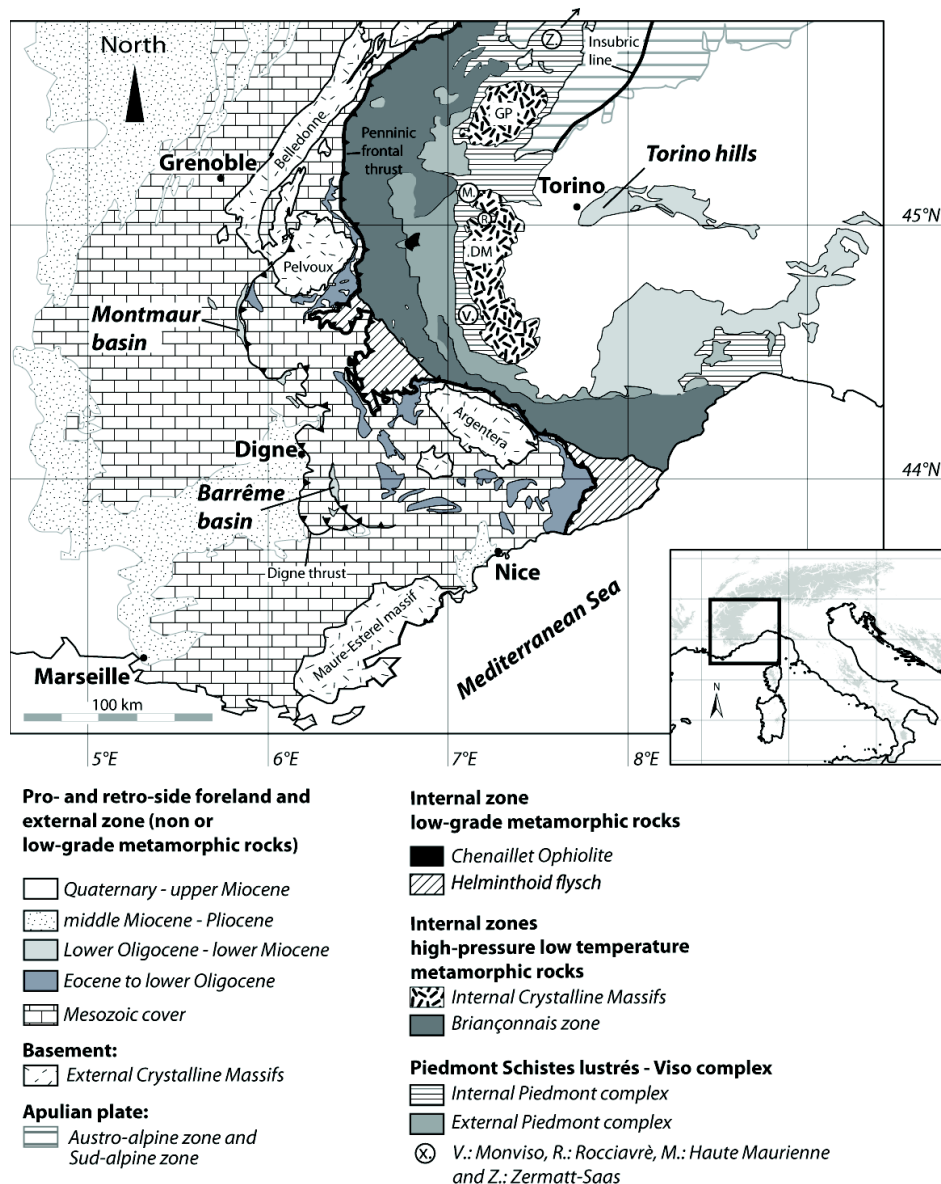 North
Z.
Insubric
line
GP
Belledonne
Penninic
frontal
thrust
Grenoble
Torino hills
Torino
M.
R.
DM
45°N
Pelvoux
V.
Montmaur
basin
Argentera
Digne
44°N
Barrême
basin
Digne thrust
Nice
Maure-Esterel massif
Mediterranean Sea
Marseille
100 km
N
5°E
6°E
7°E
8°E
Pro- and retro-side foreland and
external zone (non or
low-grade metamorphic rocks)
Quaternary - upper Miocene
middle Miocene - Pliocene
Lower Oligocene - lower Miocene
Eocene to lower Oligocene
Mesozoic cover
Basement:
External Crystalline Massifs
Apulian plate:
Austro-alpine zone and
Sud-alpine zone
Internal zone
low-grade metamorphic rocks
Chenaillet Ophiolite
Helminthoid flysch
Internal zones
high-pressure low temperature
metamorphic rocks
Internal Crystalline Massifs
Briançonnais zone
Piedmont Schistes lustrés - Viso complex
Internal Piedmont complex
External Piedmont complex
x V.: Monviso, R.: Rocciavrè, M.: Haute Maurienne
and Z.: Zermatt-Saas